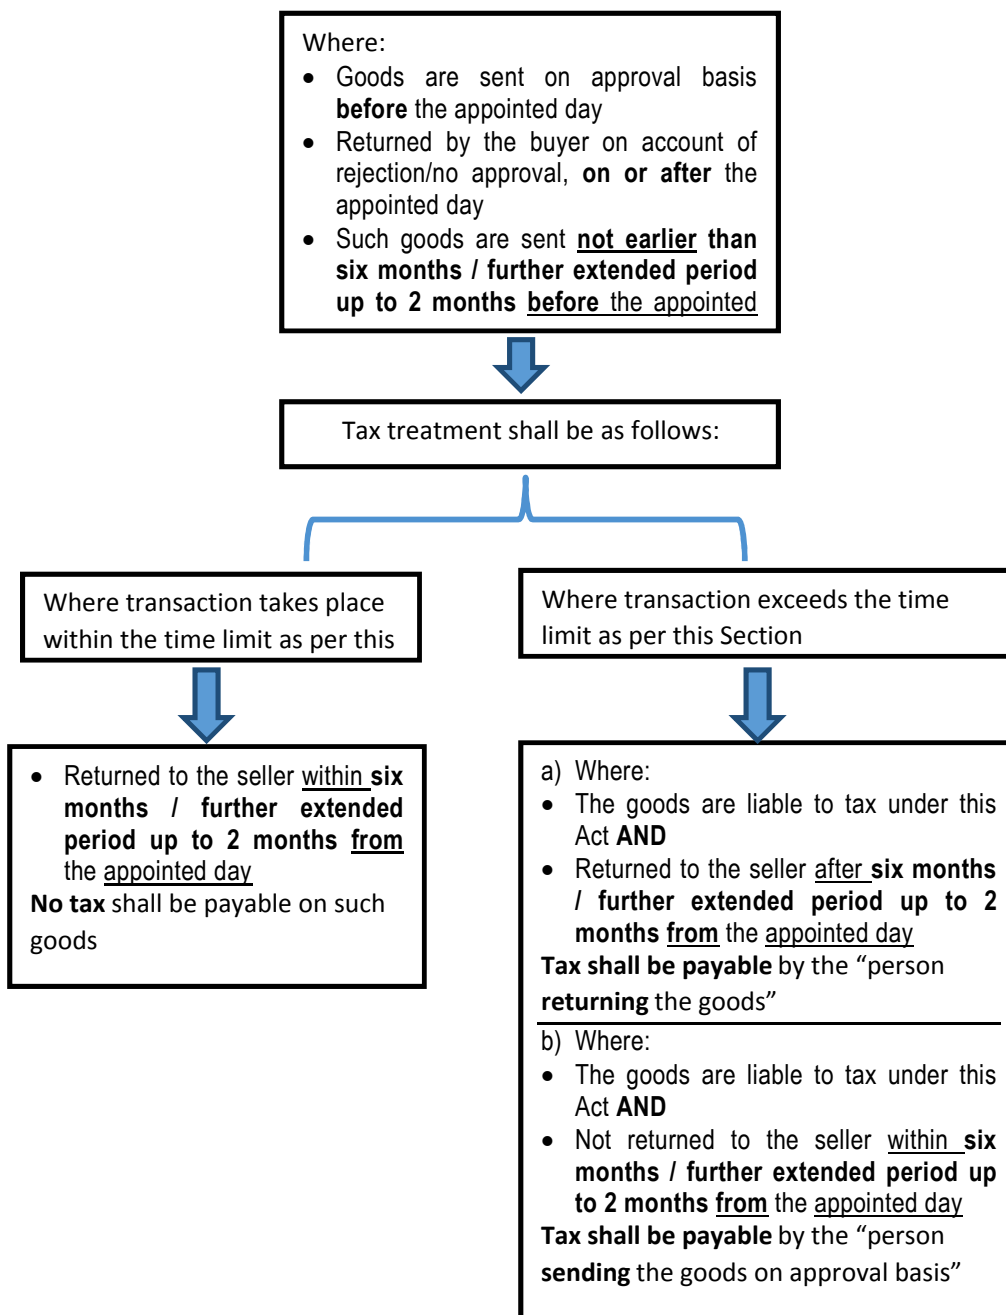 Where:
• Goods are sent on approval basis
before the appointed day
• Returned by the buyer on account of
rejection/no approval, on or after the
appointed day
• Such goods are sent not earlier than
six months / further extended period
up to 2 months before the appointed
Tax treatment shall be as follows:
Where transaction takes place
within the time limit as per this
• Returned to the seller within six
months / further extended
period up to 2 months from
the appointed day
No tax shall be payable on such
goods
Where transaction exceeds the time
limit as per this Section
a) Where:
• The goods are liable to tax under this
Act AND
• Returned to the seller after six months
/ further extended period up to 2
months from the appointed day
Tax shall be payable by the “person
returning the goods”
b) Where:
• The goods are liable to tax under this
Act AND
• Not returned to the seller within six
months / further extended period up
to 2 months from the appointed day
Tax shall be payable by the “person
sending the goods on approval basis”